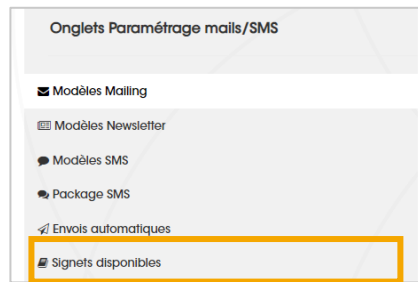 Onglets Paramétrage mails/SMS
Modèles Mailing
Modèles Newsletter
Modèles SMS
Package SMS
Envois automatiques
Signets disponibles